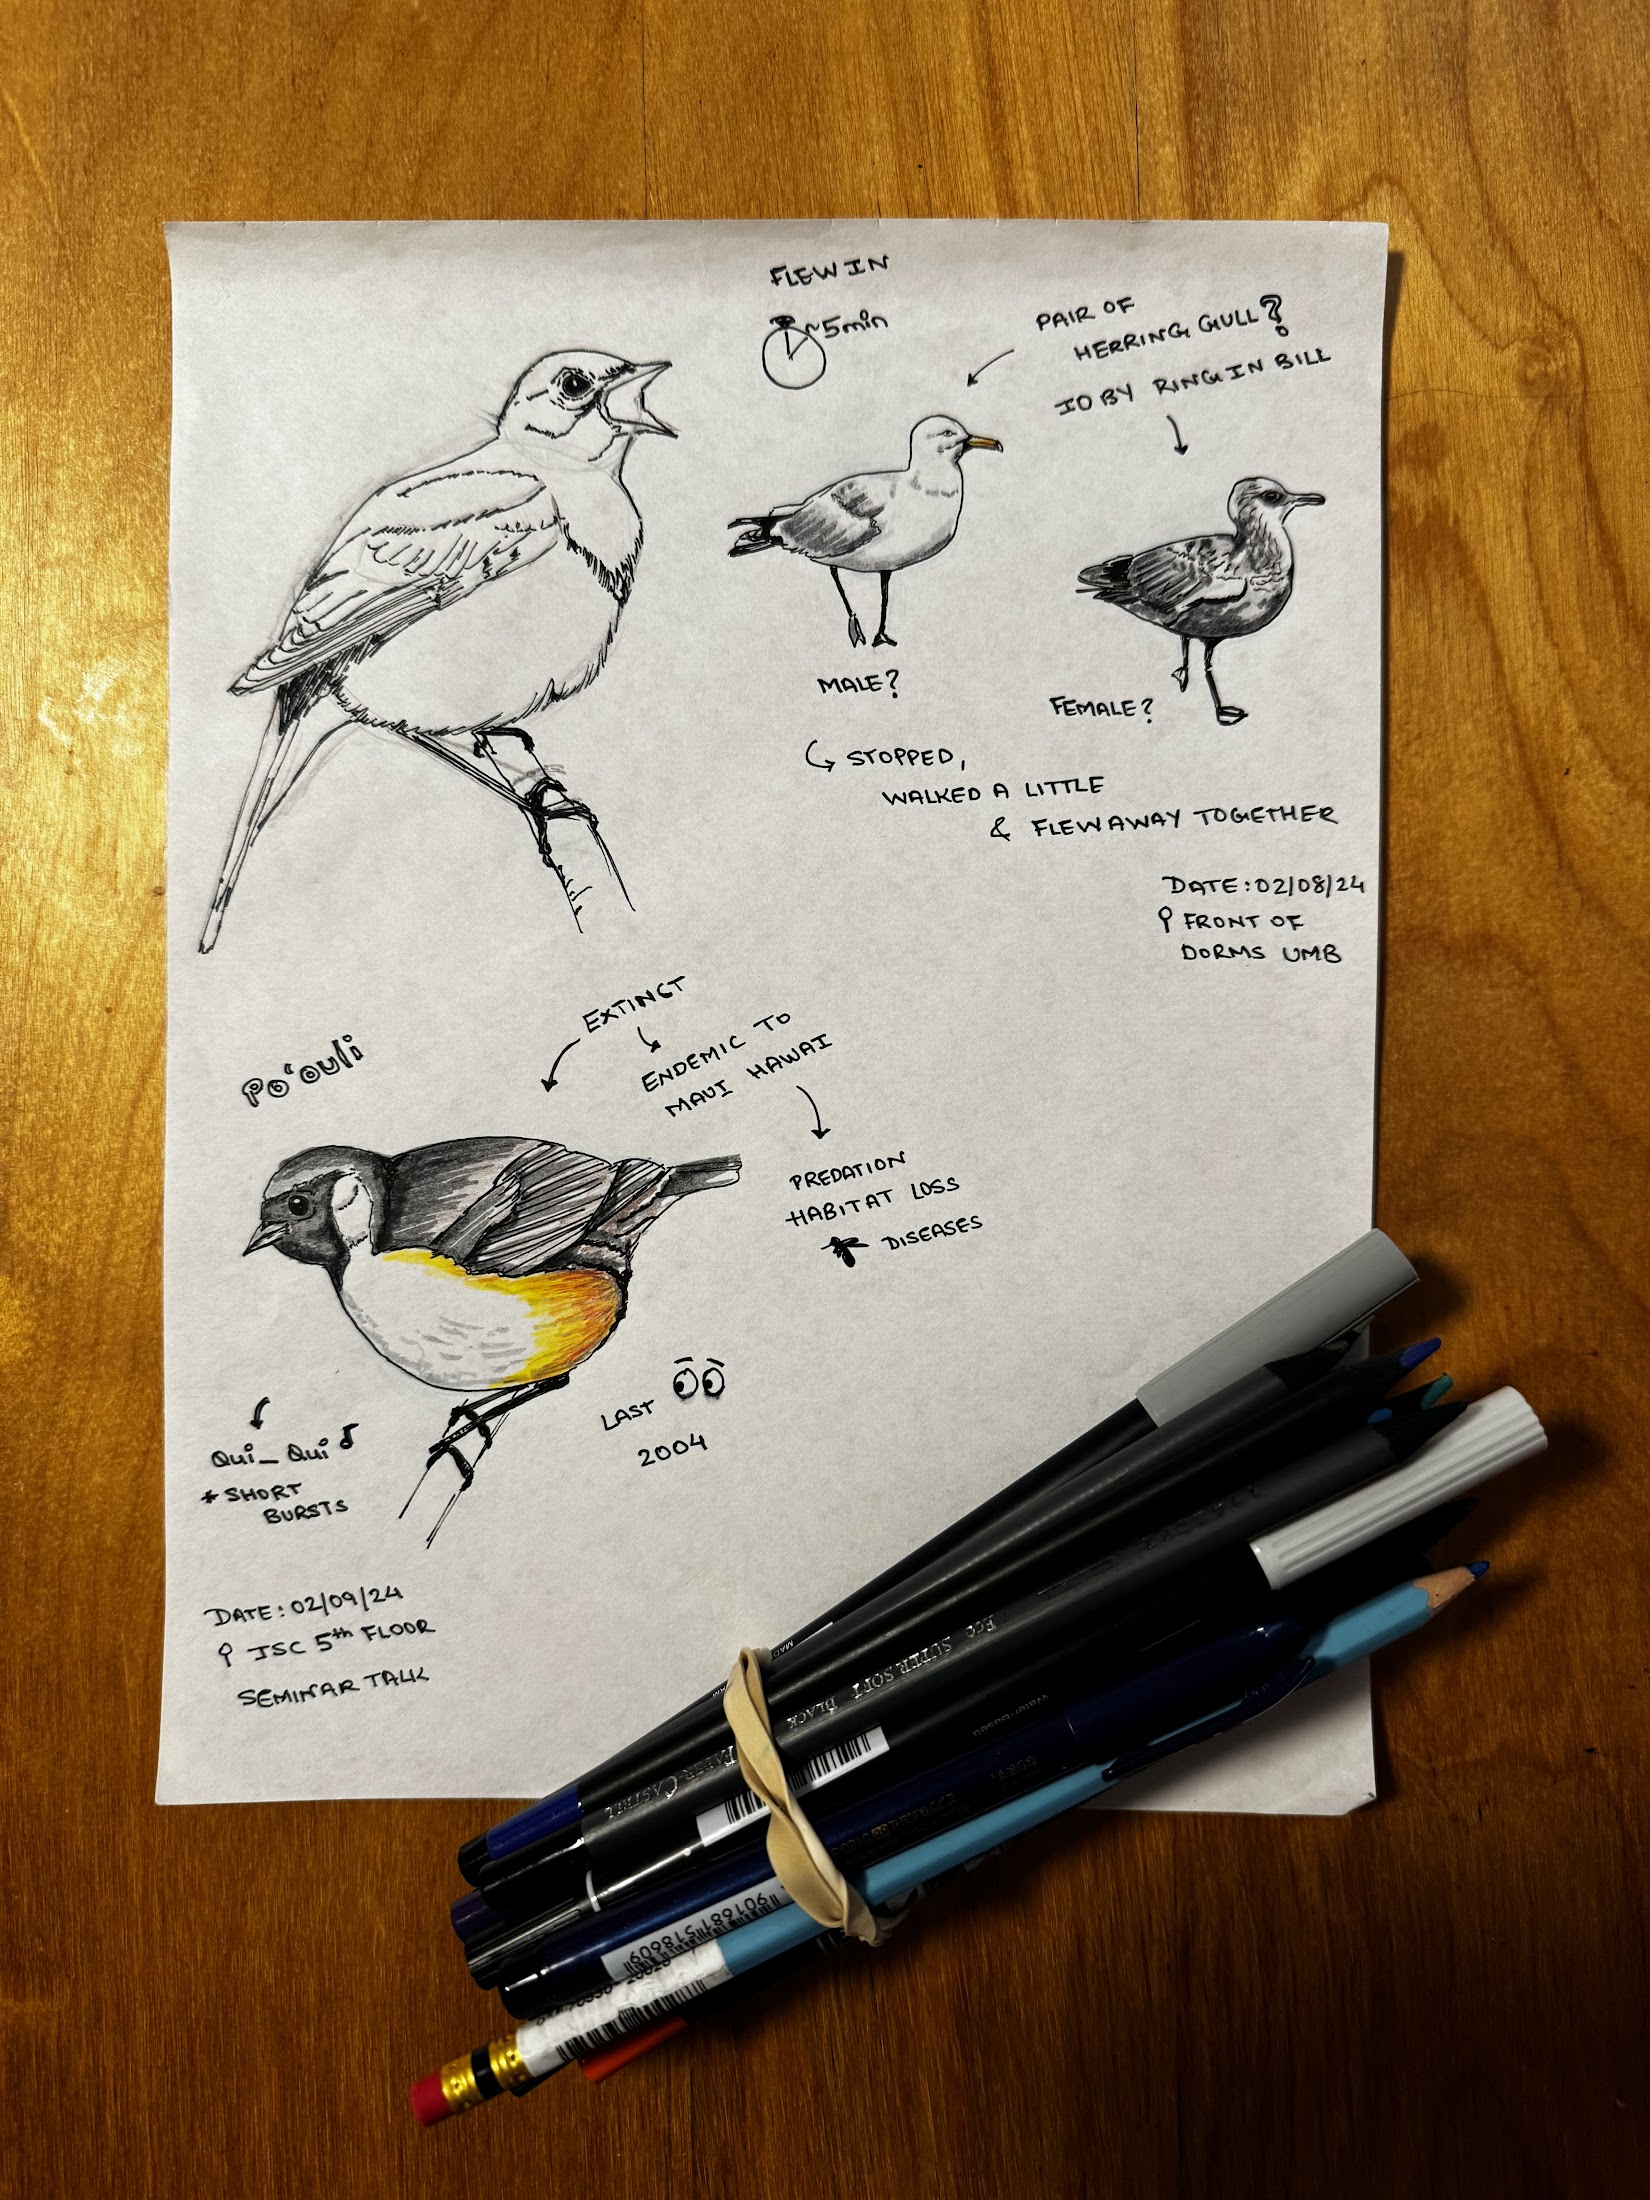 FLEW IN
~5min
PAIR OF
HERRING GULL?
ID BY RING IN BILL
MALE?
FEMALE?
STOPPED,
WALKED A LITTLE
& FLEW AWAY TOGETHER
DATE: 02/08/24
FRONT OF
DORMS UMB
EXTINCT
ENDEMIC TO
MAUI HAWAI
Po'ouli
PREDATION
HABITAT LOSS
DISEASES
LAST
2004
Qui_ Qui
* SHORT
BURSTS
DATE: 02/09/24
ISC 5th FLOOR
SEMINAR TALK
ECO SUPERSOFT BLACK
FABER CASTELL